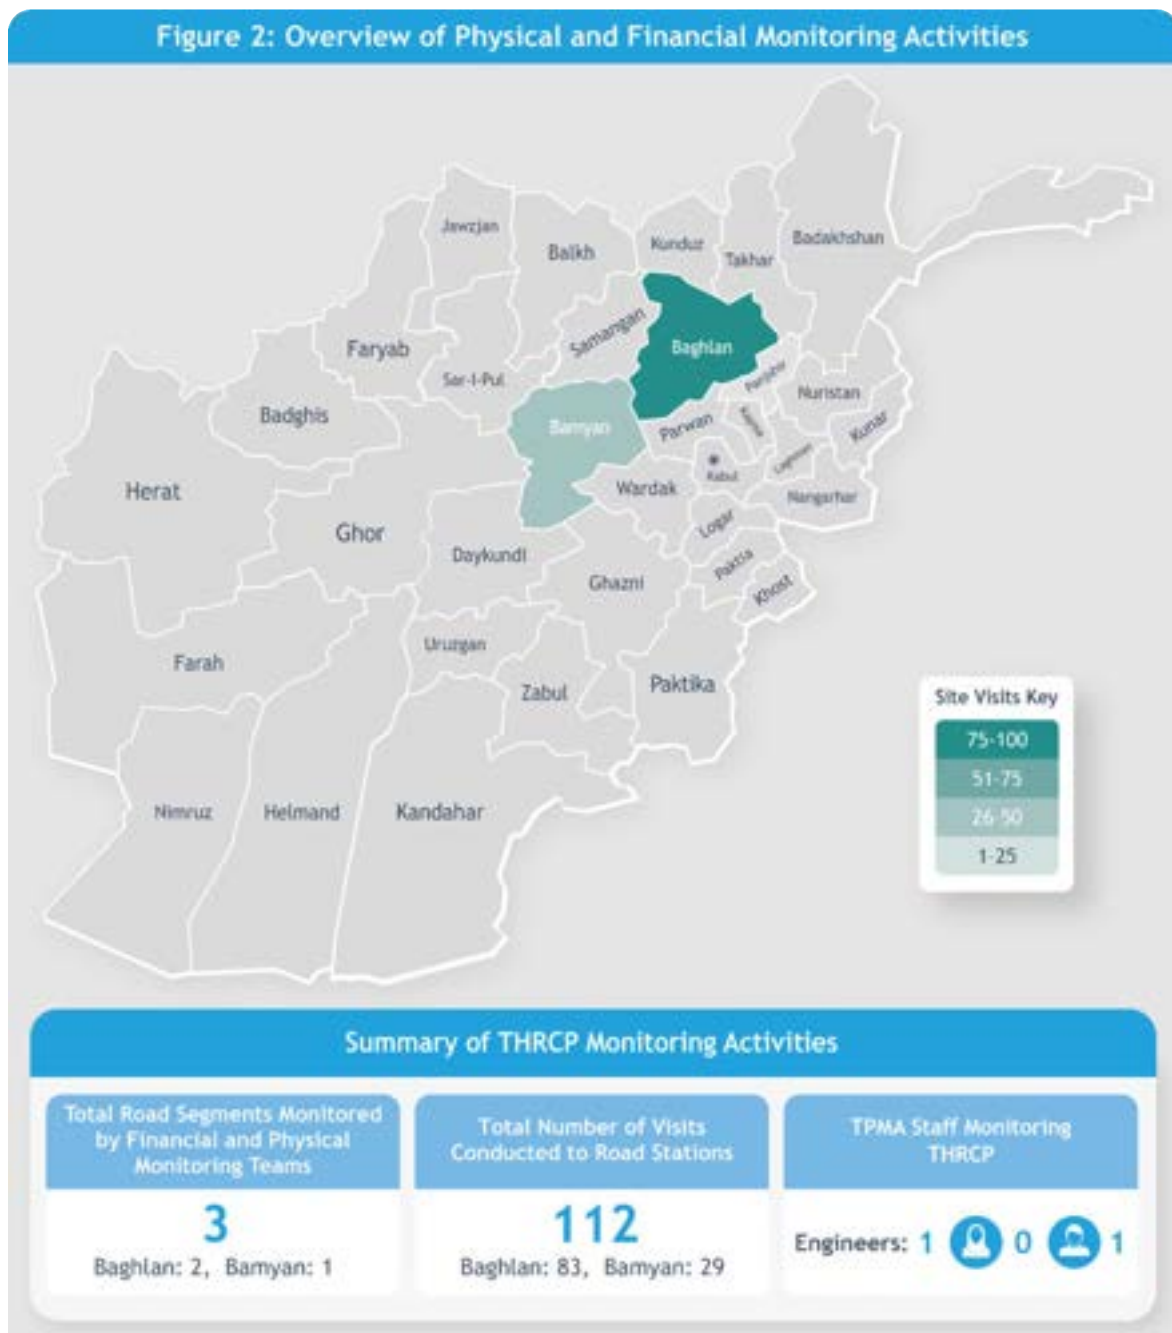 Figure 2: Overview of Physical and Financial Monitoring Activities
Jawzjan
Balkh
Kunduz
Takhar
Badakhshan
Faryab
Sar-I-Pul
Samangan
Baghlan
Panjshir
Badghis
Bamyan
Parwan
Kapisa
Nuristan
Kunar
Laghman
Kabul
Herat
Ghor
Wardak
Nangarhar
Logar
Daykundi
Ghazni
Paktia
Khost
Farah
Uruzgan
Zabul
Paktika
Nimruz
Helmand
Kandahar
Site Visits Key
75-100
51-75
26-50
1-25
Summary of THRCP Monitoring Activities
Total Road Segments Monitored
by Financial and Physical
Monitoring Teams
3
Baghlan: 2, Bamyan: 1
Total Number of Visits
Conducted to Road Stations
112
Baghlan: 83, Bamyan: 29
TPMA Staff Monitoring
THRCP
Engineers: 1 0 1